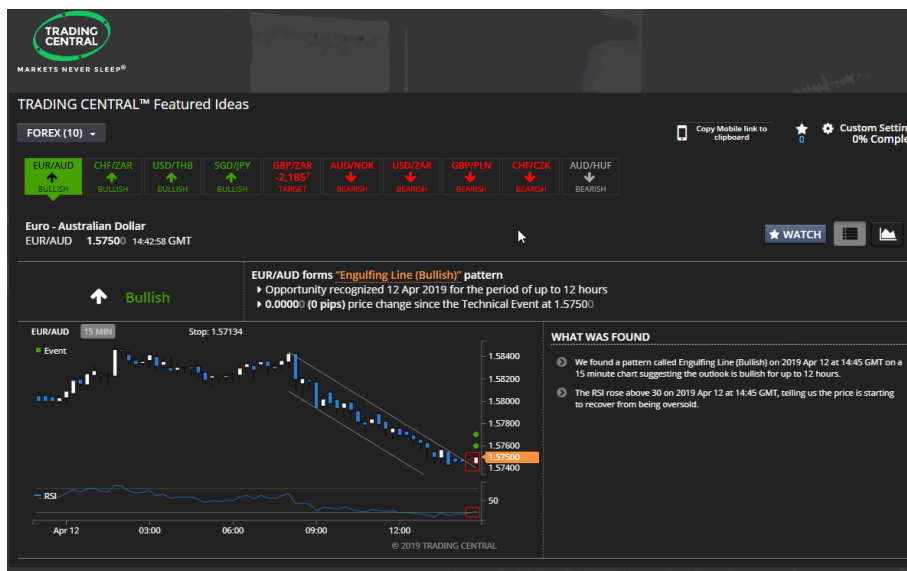 TRADING
CENTRAL
MARKETS NEVER SLEEP®
TRADING CENTRAL™ Featured Ideas
FOREX (10)
Copy Mobile link to
clipboard
0
Custom Settin
0% Comple
EUR/AUD
BULLISH
CHF/ZAR
BULLISH
USD/THB
BULLISH
SGD/JPY
BULLISH
GBP/ZAR
-2,185⁷
TARGET
AUD/NOK
BEARISH
USD/ZAR
BEARISH
GBP/PLN
BEARISH
CHF/CZK
BEARISH
AUD/HUF
BEARISH
Euro - Australian Dollar
EUR/AUD 1.57500 14:42:58 GMT
WATCH
Bullish
EUR/AUD forms "Engulfing Line (Bullish)" pattern
Opportunity recognized 12 Apr 2019 for the period of up to 12 hours
0.00000 (0 pips) price change since the Technical Event at 1.57500
EUR/AUD 15 MIN Stop: 1.57134
Event
1.58400
1.58200
1.58000
1.57800
1.57600
1.57500
1.57400
RSI
50
Apr 12 03:00 06:00 09:00 12:00
© 2019 TRADING CENTRAL
WHAT WAS FOUND
We found a pattern called Engulfing Line (Bullish) on 2019 Apr 12 at 14:45 GMT on a
15 minute chart suggesting the outlook is bullish for up to 12 hours.
The RSI rose above 30 on 2019 Apr 12 at 14:45 GMT, telling us the price is starting
to recover from being oversold.